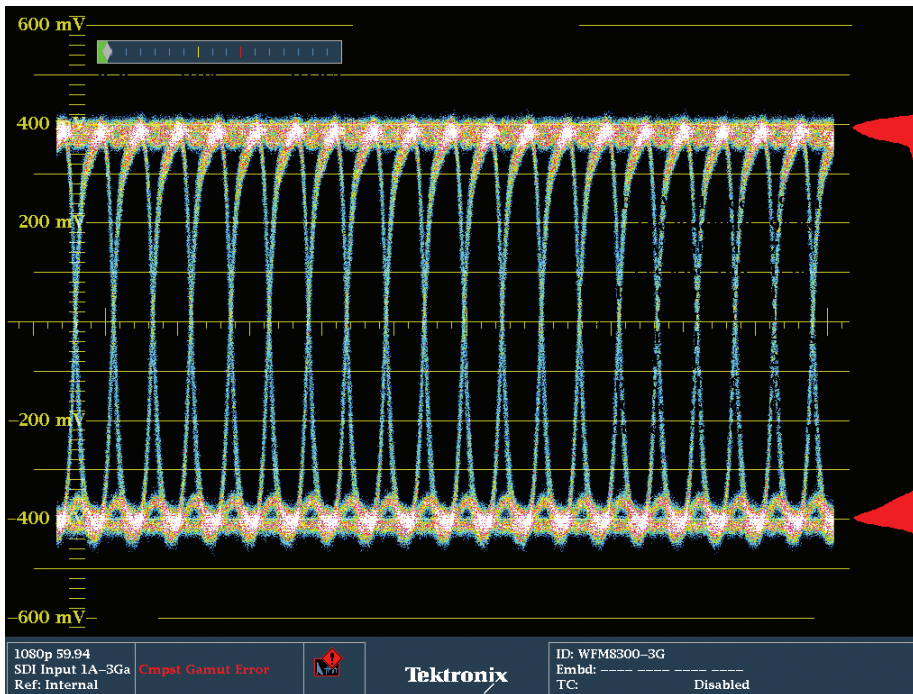 600 mV
400 mV
200 mV
-200 mV
-400
-600 mV
1080p 59.94
SDI Input 1A-3Ga
Ref: Internal
Cmpst Gamut Error
Tektronix
ID: WFM8300-3G
Embd: ---- ---- ---- ----
TC: Disabled